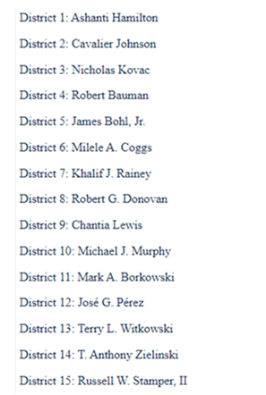 District 1: Ashanti Hamilton
District 2: Cavalier Johnson
District 3: Nicholas Kovac
District 4: Robert Bauman
District 5: James Bohl, Jr.
District 6: Milele A. Coggs
District 7: Khalif J. Rainey
District 8: Robert G. Donovan
District 9: Chantia Lewis
District 10: Michael J. Murphy
District 11: Mark A. Borkowski
District 12: José G. Pérez
District 13: Terry L. Witkowski
District 14: T. Anthony Zielinski
District 15: Russell W. Stamper, II